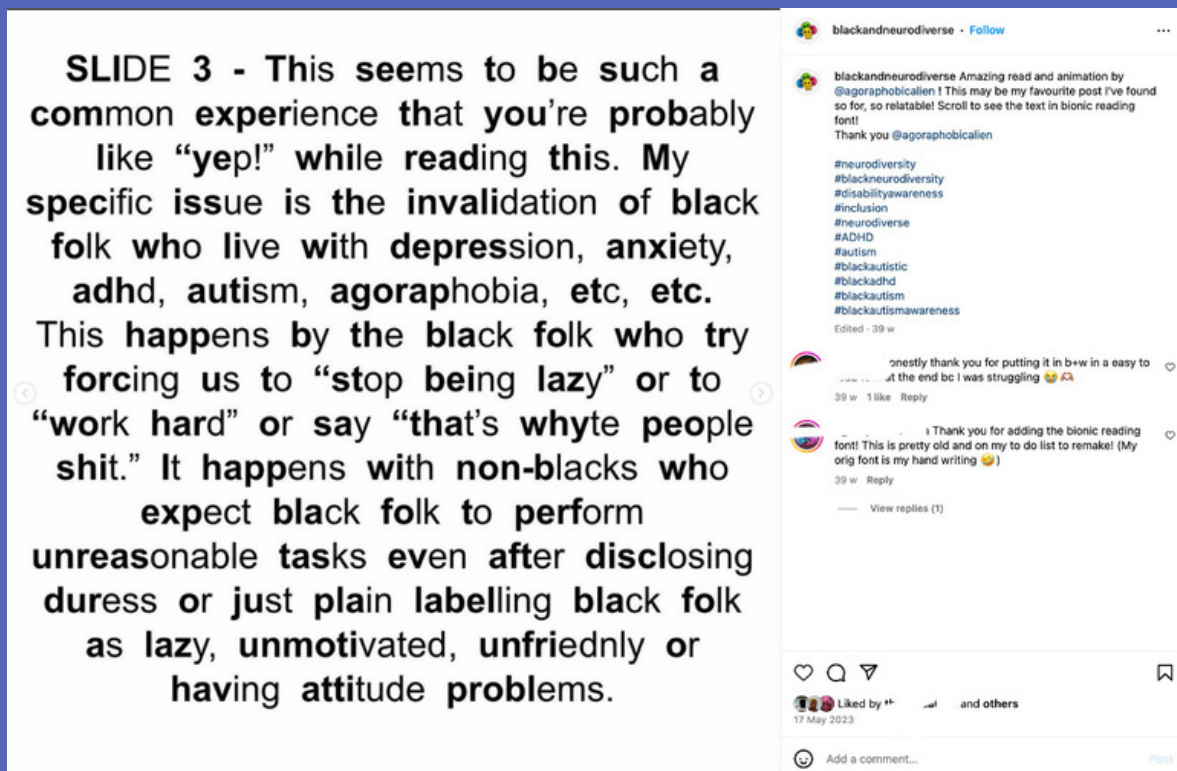 SLIDE 3 - This seems to be such a
common experience that you're probably
like “yep!” while reading this. My
specific issue is the invalidation of black
folk who live with depression, anxiety,
adhd, autism, agoraphobia, etc, etc.
This happens by the black folk who try
forcing us to “stop being lazy” or to
“work hard” or say “that's whyte people
shit.” It happens with non-blacks who
expect black folk to perform
unreasonable tasks even after disclosing
duress or just plain labelling black folk
as lazy, unmotivated, unfriednly or
having attitude problems.
blackandneurodiverse · Follow
blackandneurodiverse Amazing read and animation by
@agoraphobicalien ! This may be my favourite post I've found
so for, so relatable! Scroll to see the text in bionic reading
font!
Thank you @agoraphobicalien
#neurodiversity
#blackneurodiversity
#disabilityawareness
#inclusion
#neurodiverse
#ADHD
#autism
#blackautistic
#blackadhd
#blackautism
#blackautismawareness
Edited · 39 w
onestly thank you for putting it in b+w in a easy to
at the end bc I was struggling 😭🫶🏽
39 w 1 like Reply
Thank you for adding the bionic reading
font! This is pretty old and on my to do list to remake! (My
orig font is my hand writing 🤣)
39 w Reply
View replies (1)
Liked by and others
17 May 2023
Add a comment...
Post